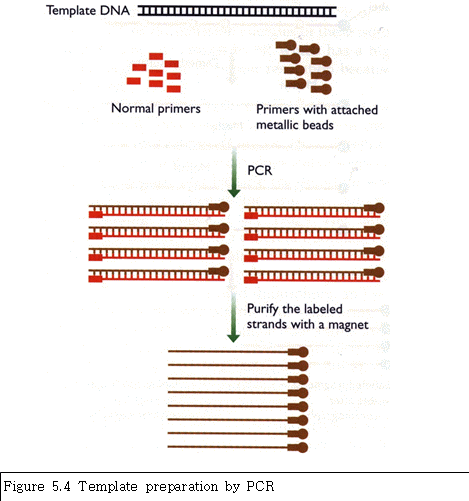 Template DNA
Normal primers
Primers with attached
metallic beads
PCR
Purify the labeled
strands with a magnet
Figure 5.4 Template preparation by PCR